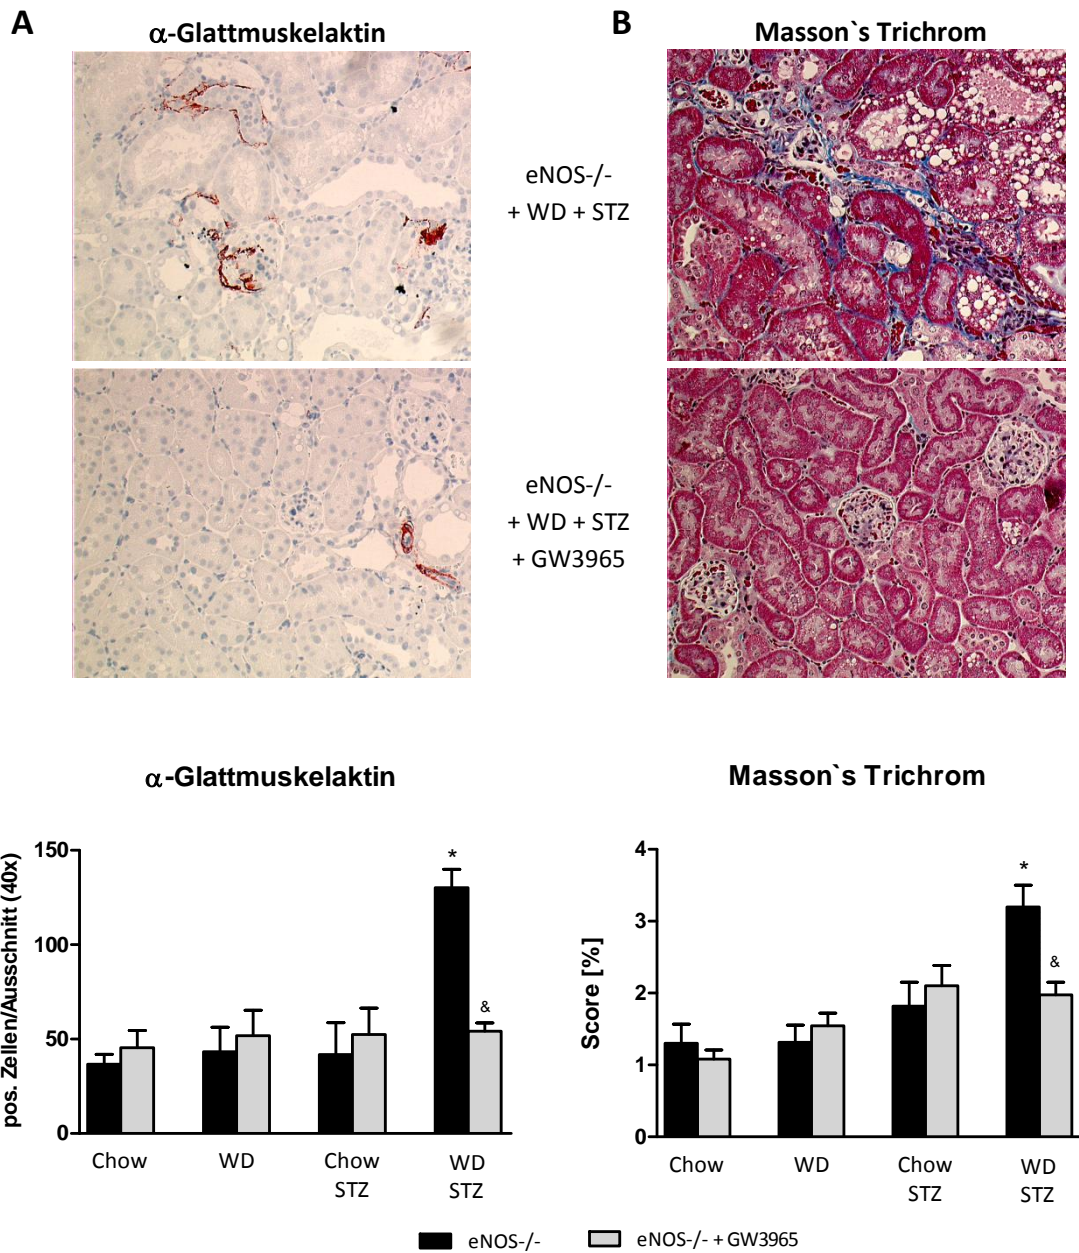 A
α-Glattmuskelaktin
B
Masson`s Trichrom
eNOS-/-
+ WD + STZ
eNOS-/-
+ WD + STZ
+ GW3965
α-Glattmuskelaktin
pos. Zellen/Ausschnitt (40x)
150
100
50
0
*
&
Chow
WD
Chow
STZ
WD
STZ
Masson`s Trichrom
Score [%]
4
3
2
1
0
*
&
Chow
WD
Chow
STZ
WD
STZ
eNOS-/-
eNOS-/- + GW3965